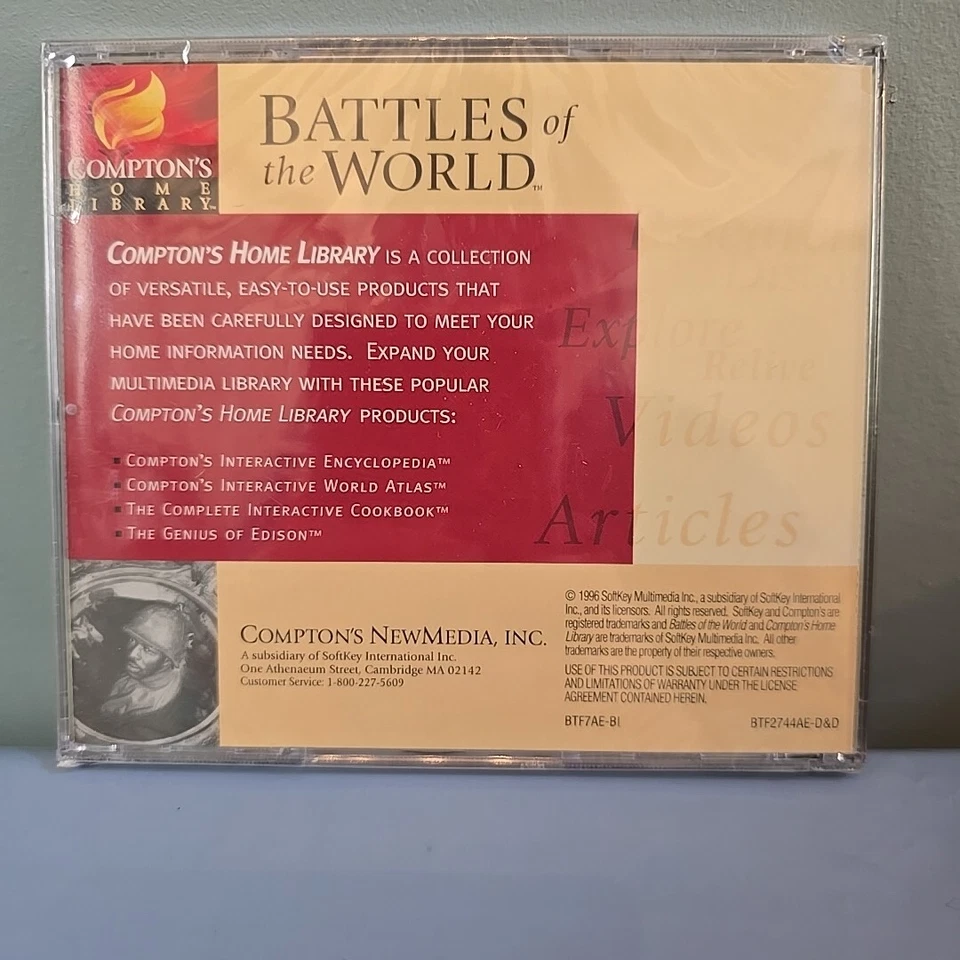 COMPTON'S
HOME
LIBRARY™
BATTLES of
the WORLD™
COMPTON'S HOME LIBRARY IS A COLLECTION
OF VERSATILE, EASY-TO-USE PRODUCTS THAT
HAVE BEEN CAREFULLY DESIGNED TO MEET YOUR
HOME INFORMATION NEEDS. EXPAND YOUR
MULTIMEDIA LIBRARY WITH THESE POPULAR
COMPTON'S HOME LIBRARY PRODUCTS:
COMPTON'S INTERACTIVE ENCYCLOPEDIA™
COMPTON'S INTERACTIVE WORLD ATLAS™
THE COMPLETE INTERACTIVE COOKBOOK™
THE GENIUS OF EDISON™
Explore
Relive
Videos
Articles
COMPTON'S NEWMEDIA, INC.
A subsidiary of SoftKey International Inc.
One Athenaeum Street, Cambridge MA 02142
Customer Service: 1-800-227-5609
© 1996 SoftKey Multimedia Inc., a subsidiary of SoftKey International
Inc., and its licensors. All rights reserved. SoftKey and Compton's are
registered trademarks and Battles of the World and Compton's Home
Library are trademarks of SoftKey Multimedia Inc. All other
trademarks are the property of their respective owners.
USE OF THIS PRODUCT IS SUBJECT TO CERTAIN RESTRICTIONS
AND LIMITATIONS OF WARRANTY UNDER THE LICENSE
AGREEMENT CONTAINED HEREIN.
BTF7AE-BI
BTF2744AE-D&D